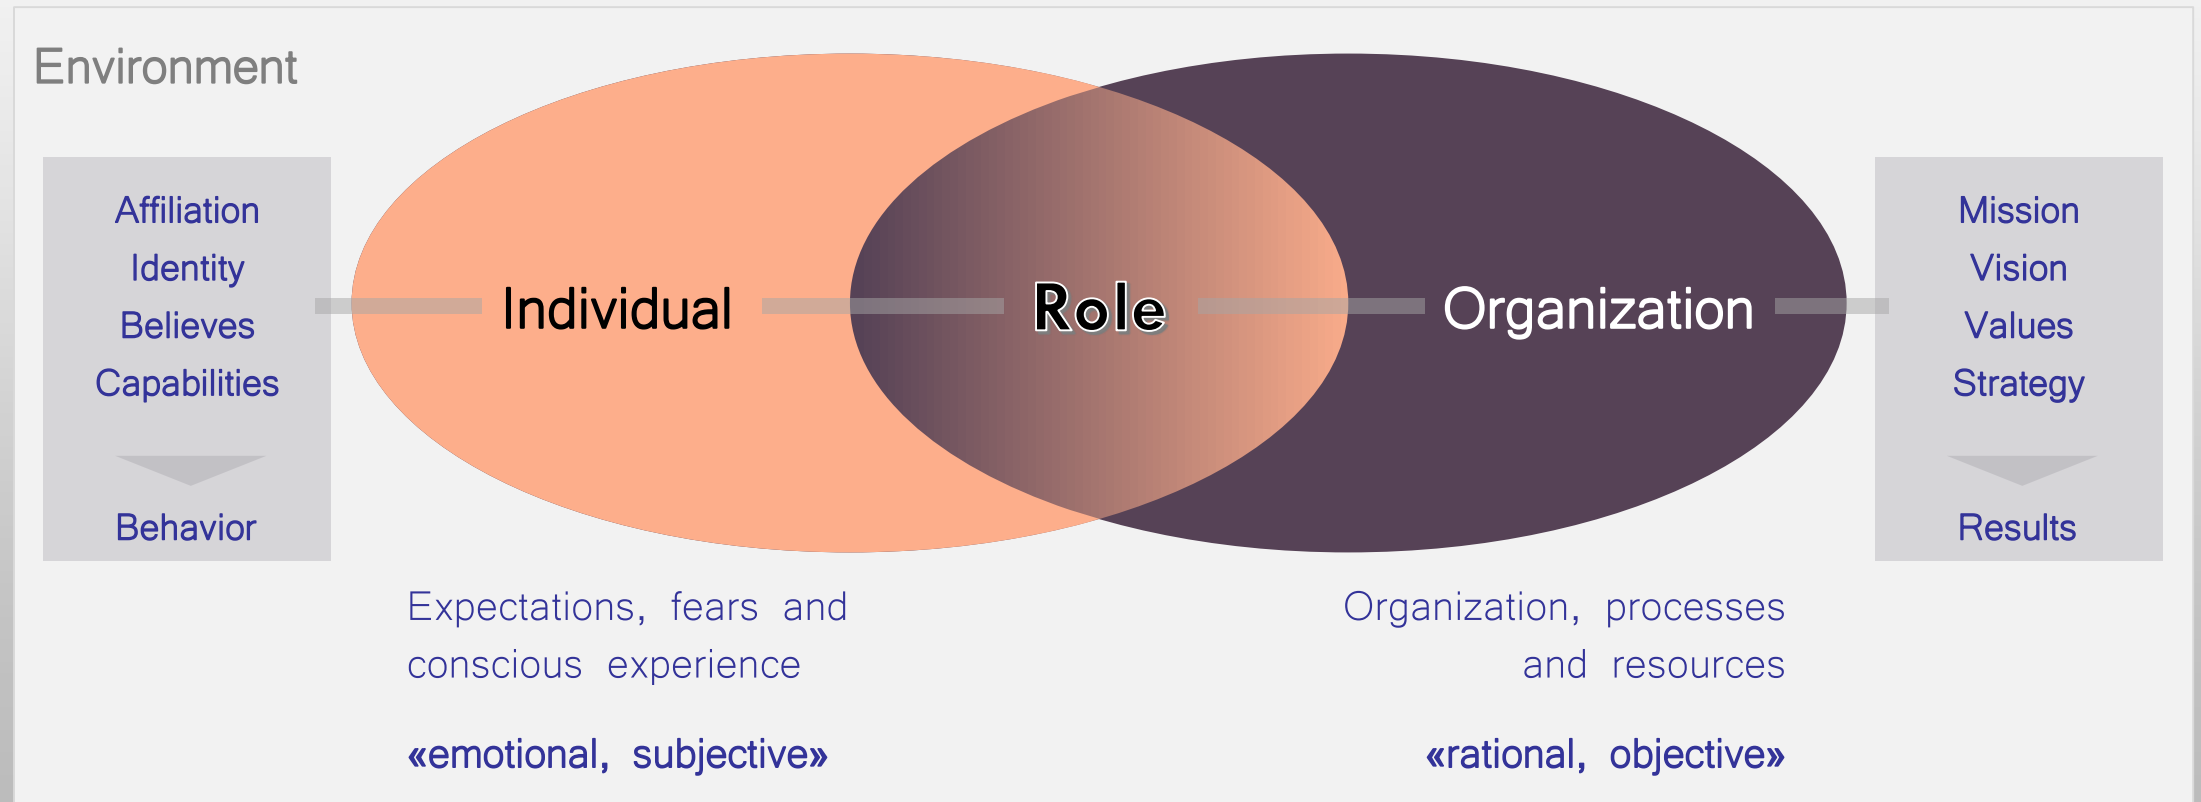 Environment
Affiliation
Identity
Believes
Capabilities
Behavior
Individual
Role
Organization
Mission
Vision
Values
Strategy
Results
Expectations, fears and
conscious experience
«emotional, subjective»
Organization, processes
and resources
«rational, objective»